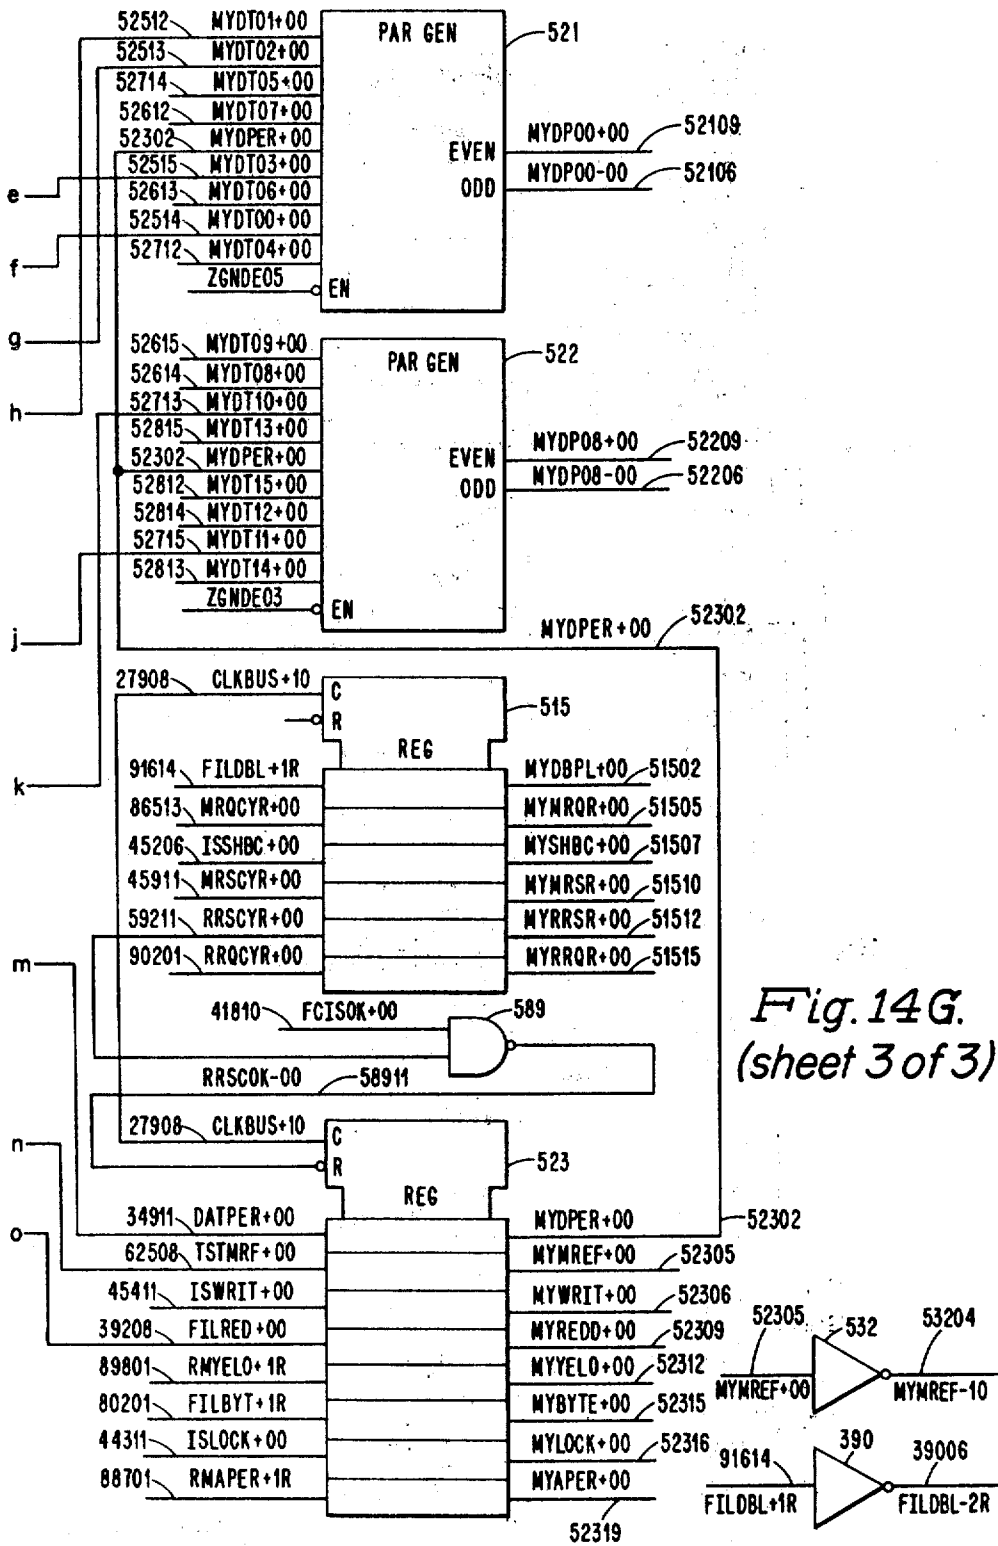 52512 MYDT01+00
52513 MYDT02+00
52714 MYDT05+00
52612 MYDT07+00
52302 MYDPER+00
52515 MYDT03+00
52613 MYDT06+00
52514 MYDT00+00
52712 MYDT04+00
ZGNDE05
EN
PAR GEN
521
EVEN MYDP00+00 52109
ODD MYDP00-00 52106
e
f
g
h
52615 MYDT09+00
52614 MYDT08+00
52713 MYDT10+00
52815 MYDT13+00
52302 MYDPER+00
52812 MYDT15+00
52814 MYDT12+00
52715 MYDT11+00
52813 MYDT14+00
ZGNDE03
EN
PAR GEN
522
EVEN MYDP08+00 52209
ODD MYDP08-00 52206
j
MYDPER+00 52302
27908 CLKBUS+10 C
R
REG
515
k
91614 FILDBL+1R MYDBPL+00 51502
86513 MRQCYR+00 MYMRQR+00 51505
45206 ISSHBC+00 MYSHBC+00 51507
45911 MRSCYR+00 MYMRSR+00 51510
59211 RRSCYR+00 MYRRSR+00 51512
90201 RRQCYR+00 MYRRQR+00 51515
m
41810 FCISOK+00 589
RRSCOK-00 58911
27908 CLKBUS+10 C
R
REG
523
n
o
34911 DATPER+00 MYDPER+00 52302
62508 TSTMRF+00 MYMREF+00 52305
45411 ISWRIT+00 MYWRIT+00 52306
39208 FILRED+00 MYREDD+00 52309
89801 RMYELO+1R MYYELO+00 52312
80201 FILBYT+1R MYBYTE+00 52315
44311 ISLOCK+00 MYLOCK+00 52316
88701 RMAPER+1R MYAPER+00
52319
Fig. 14G.
(sheet 3 of 3)
52305 532 53204
MYMREF+00 MYMREF-10
91614 390 39006
FILDBL+1R FILDBL-2R